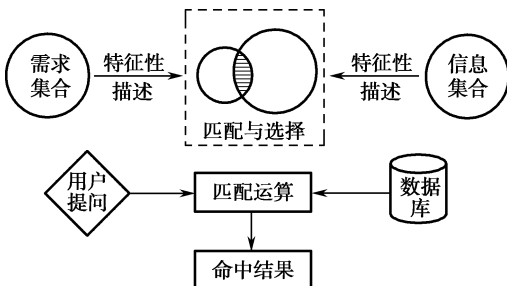 需求
集合
特征性
描述
匹配与选择
特征性
描述
信息
集合
用户
提问
匹配运算
数据
库
命中结果